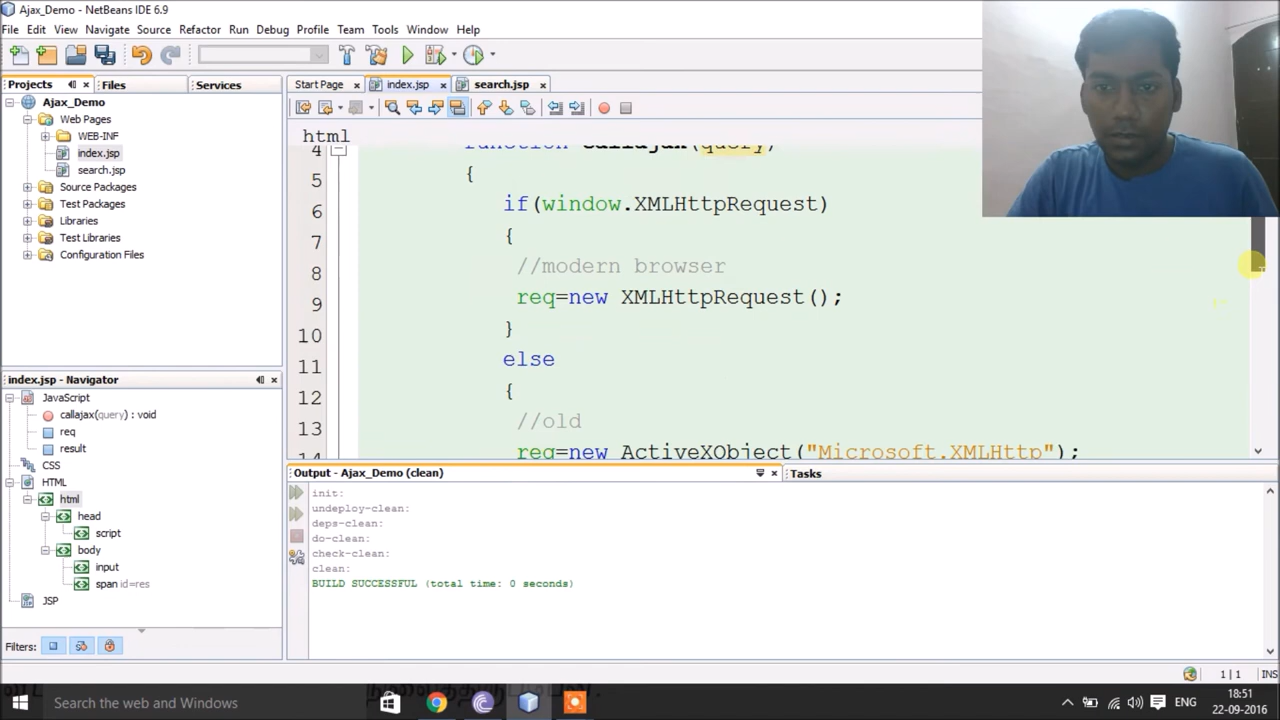 Ajax_Demo - NetBeans IDE 6.9
File Edit View Navigate Source Refactor Run Debug Profile Team Tools Window Help
Projects Files Services
Start Page index.jsp search.jsp
Ajax_Demo
Web Pages
WEB-INF
index.jsp
search.jsp
Source Packages
Test Packages
Libraries
Test Libraries
Configuration Files
html
4 function callajax(query)
5 {
6 if(window.XMLHttpRequest)
7 {
8 //modern browser
9 req=new XMLHttpRequest();
10 }
11 else
12 {
13 //old
14 req=new ActiveXObject("Microsoft.XMLHttp");
index.jsp - Navigator
JavaScript
callajax(query) : void
req
result
CSS
HTML
html
head
script
body
input
span id=res
JSP
Filters:
Output - Ajax_Demo (clean) Tasks
init:
undeploy-clean:
deps-clean:
do-clean:
check-clean:
clean:
BUILD SUCCESSFUL (total time: 0 seconds)
1 | 1 INS
Search the web and Windows
ENG
18:51
22-09-2016